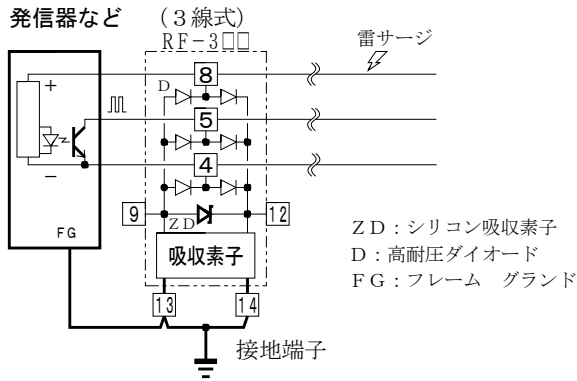 発信器など
(3線式)
RF-3□□
雷サージ
8
D
+
5
4
−
9
ZD
12
FG
吸収素子
13
14
接地端子
ZD：シリコン吸収素子
D：高耐圧ダイオード
FG：フレーム　グランド